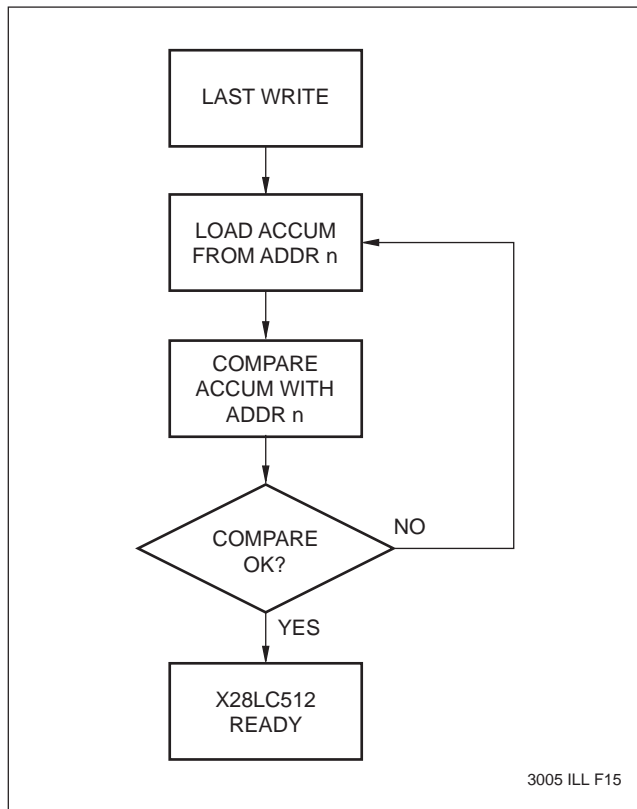 LAST WRITE
LOAD ACCUM
FROM ADDR n
COMPARE
ACCUM WITH
ADDR n
COMPARE
OK?
NO
YES
X28LC512
READY
3005 ILL F15